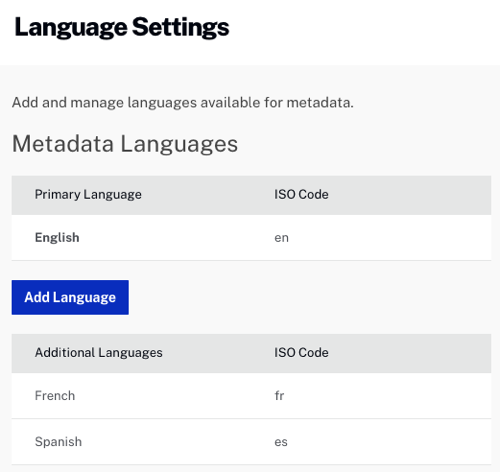 Language Settings
Add and manage languages available for metadata.
Metadata Languages
Primary Language ISO Code
English en
Add Language
Additional Languages ISO Code
French fr
Spanish es